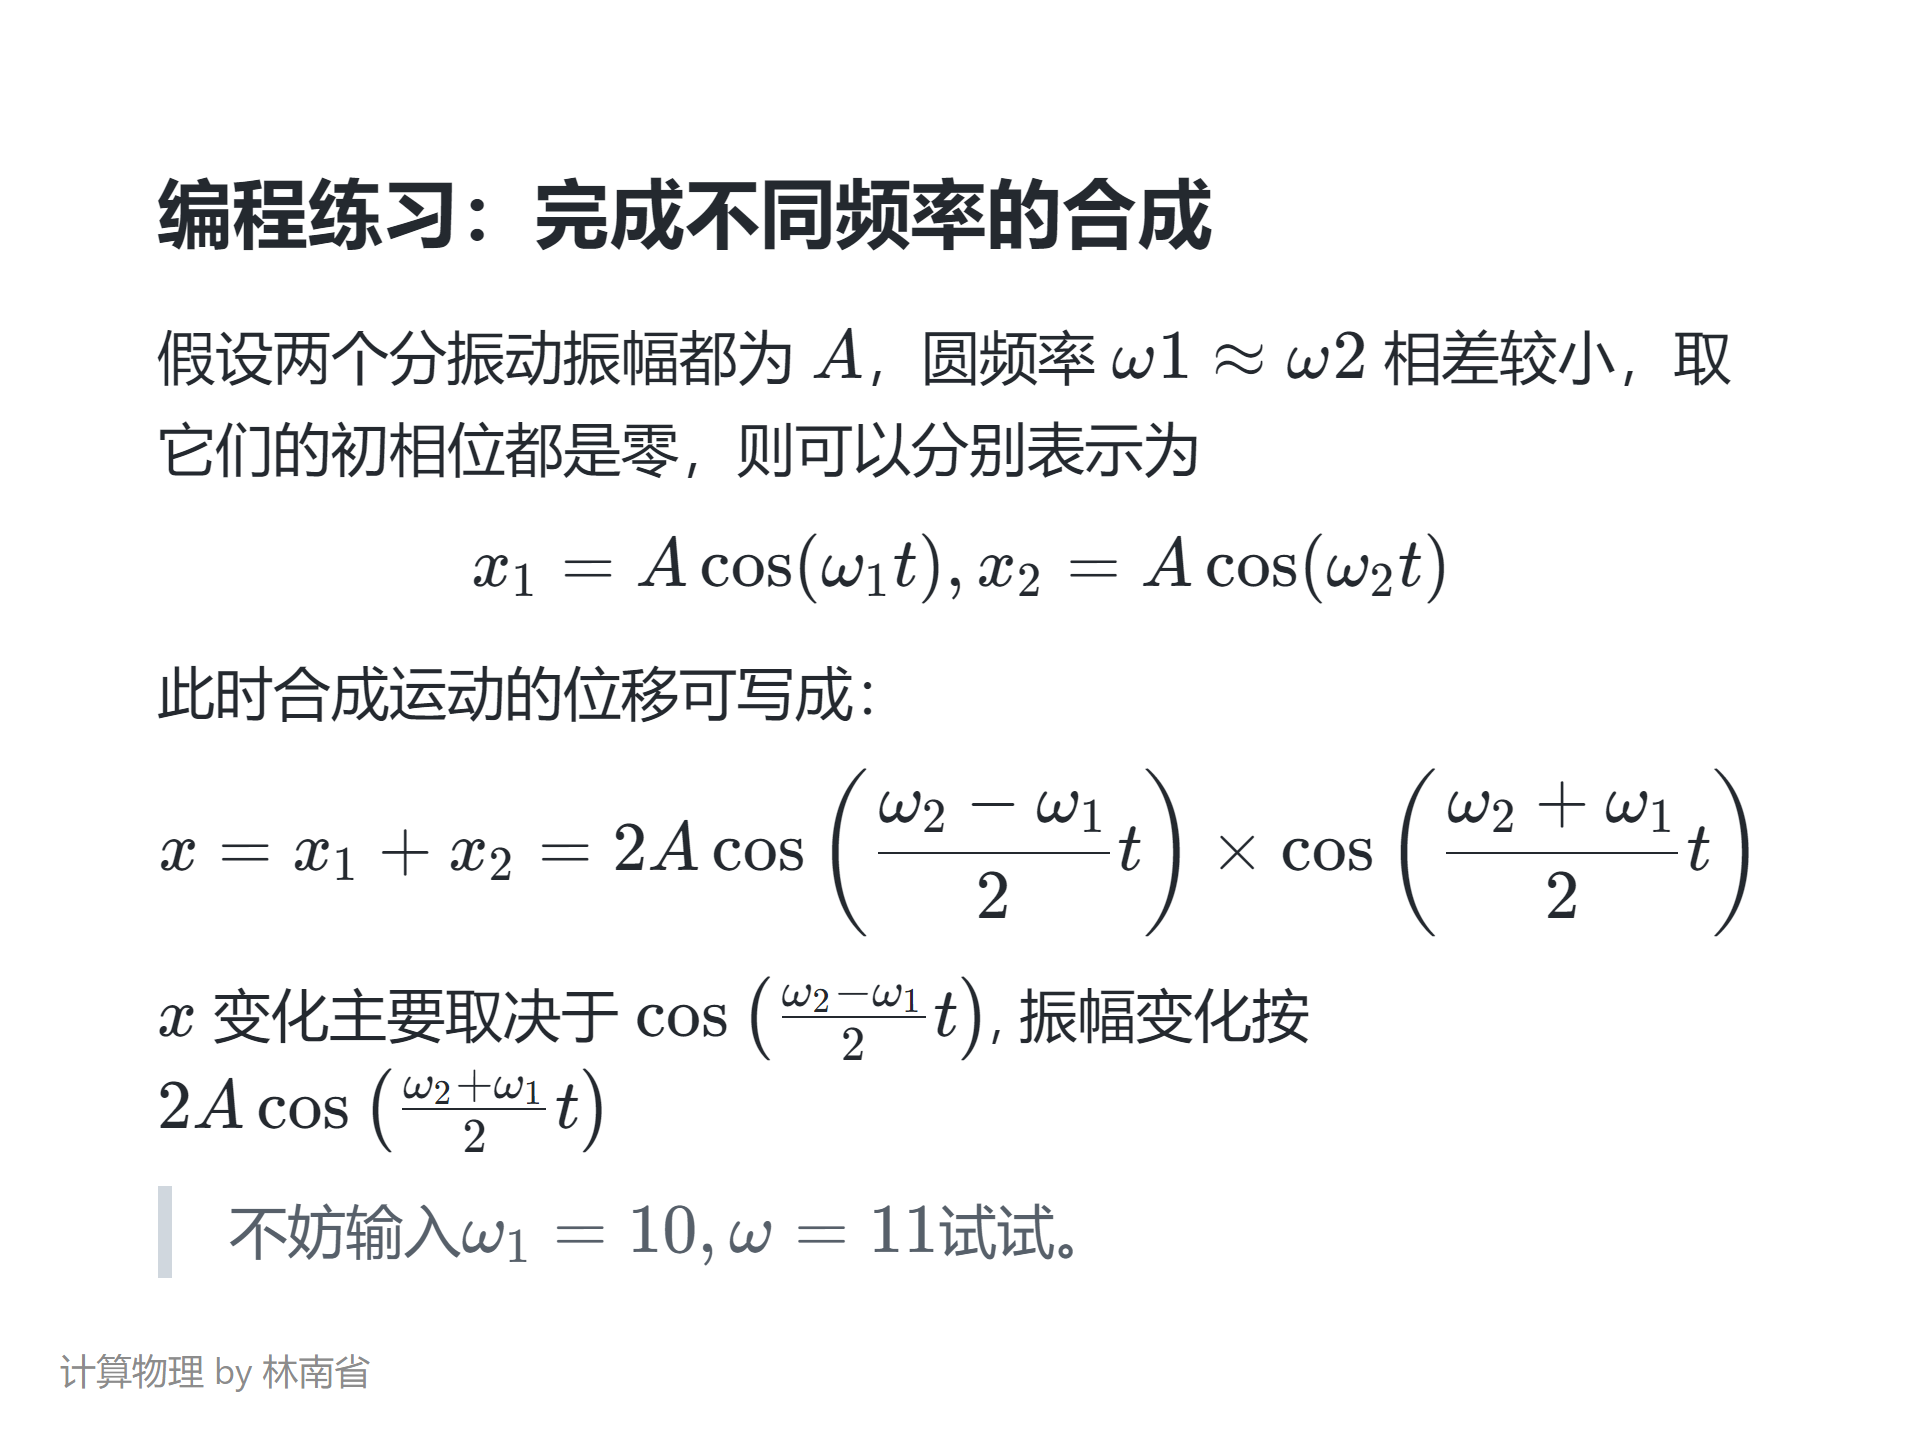 编程练习：完成不同频率的合成
假设两个分振动振幅都为 A，圆频率 ω1 ≈ ω2 相差较小，取
它们的初相位都是零，则可以分别表示为
x₁ = A cos(ω₁t), x₂ = A cos(ω₂t)
此时合成运动的位移可写成：
x = x₁ + x₂ = 2A cos((ω₂ − ω₁)/2 t) × cos((ω₂ + ω₁)/2 t)
x 变化主要取决于 cos((ω₂−ω₁)/2 t), 振幅变化按
2A cos((ω₂+ω₁)/2 t)
不妨输入ω₁ = 10, ω = 11试试。
计算物理 by 林南省